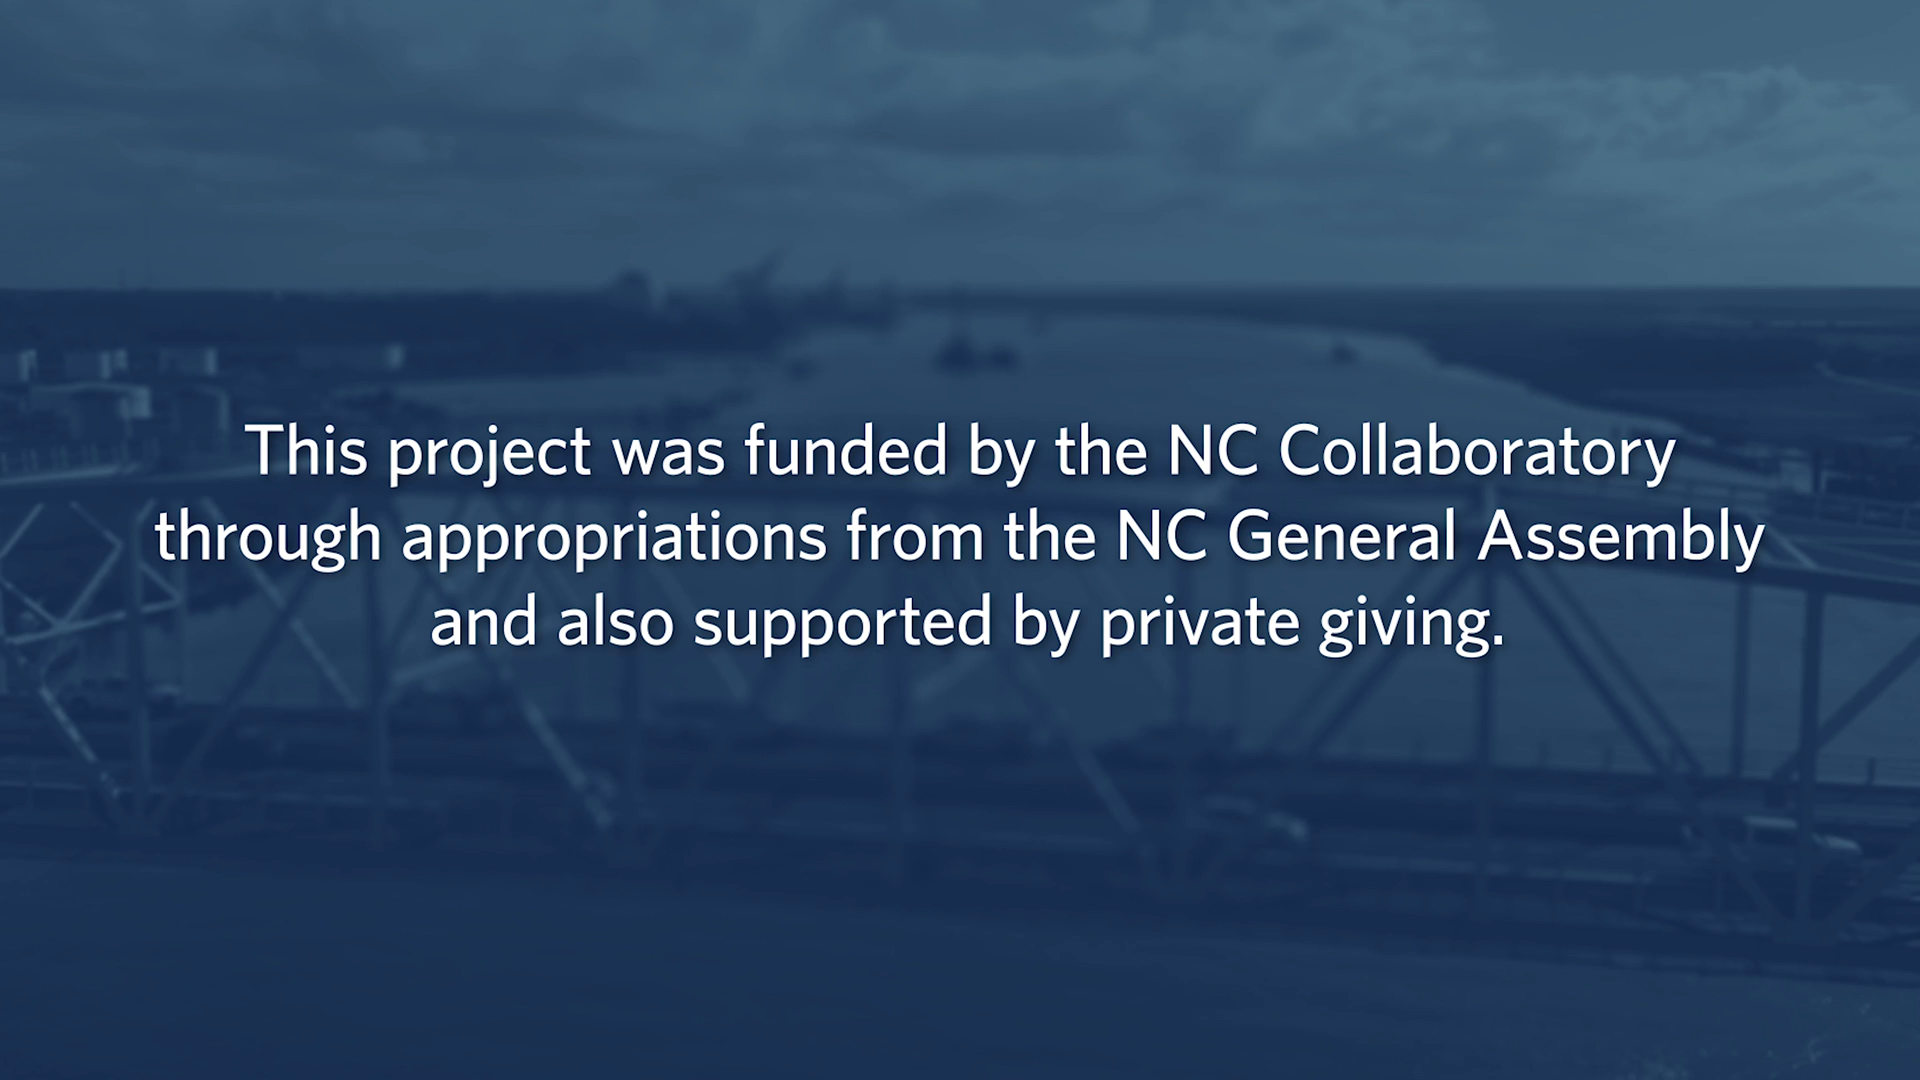 This project was funded by the NC Collaboratory
through appropriations from the NC General Assembly
and also supported by private giving.